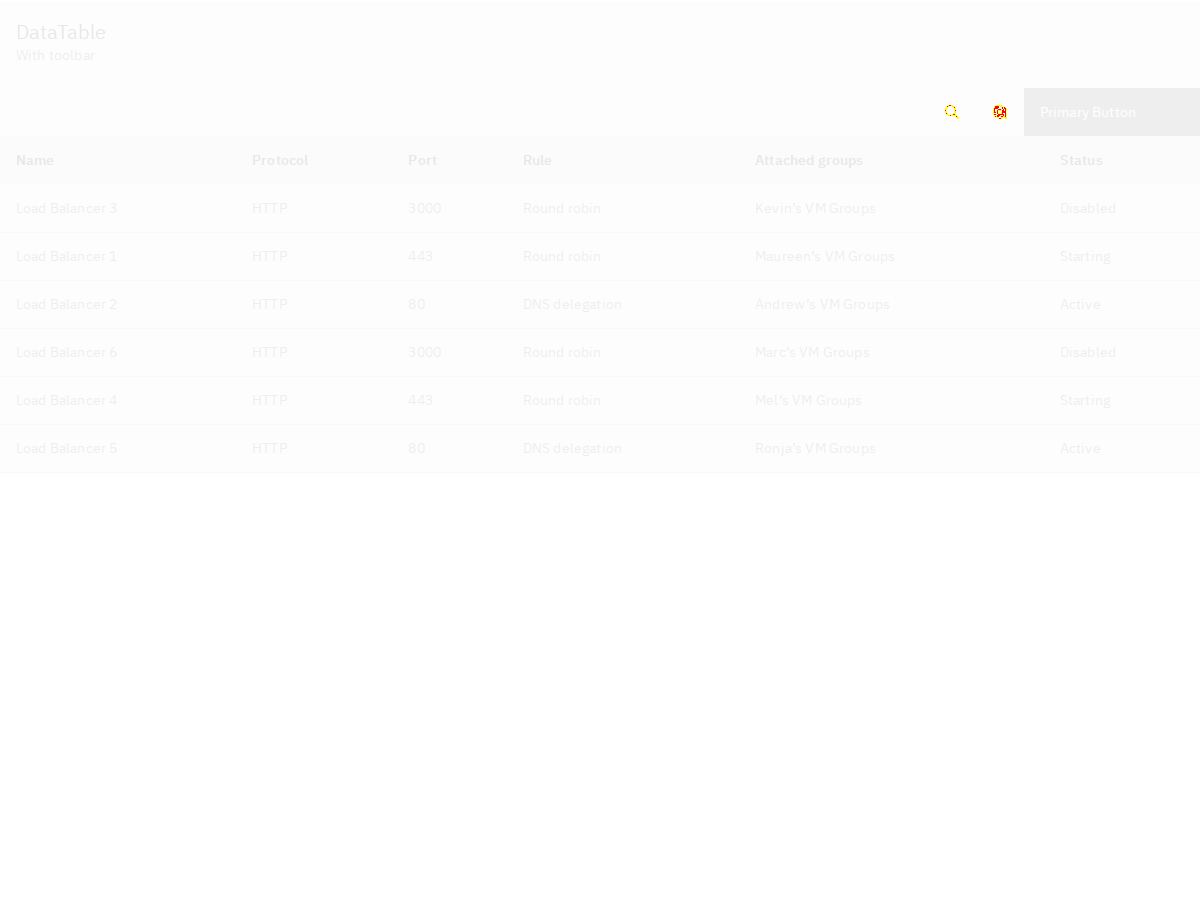 DataTable
With toolbar
Primary Button
Name Protocol Port Rule Attached groups Status
Load Balancer 3 HTTP 3000 Round robin Kevin's VM Groups Disabled
Load Balancer 1 HTTP 443 Round robin Maureen's VM Groups Starting
Load Balancer 2 HTTP 80 DNS delegation Andrew's VM Groups Active
Load Balancer 6 HTTP 3000 Round robin Marc's VM Groups Disabled
Load Balancer 4 HTTP 443 Round robin Mel's VM Groups Starting
Load Balancer 5 HTTP 80 DNS delegation Ronja's VM Groups Active